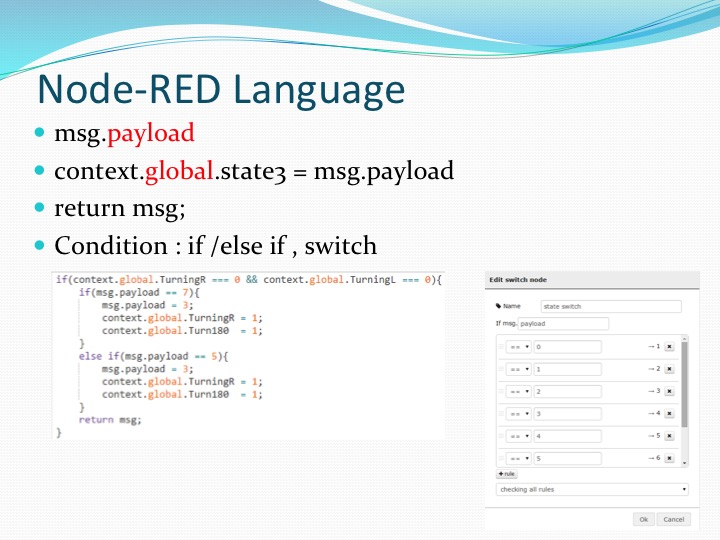 Node-RED Language
msg.payload
context.global.state3 = msg.payload
return msg;
Condition : if /else if , switch
if(context.global.TurningR === 0 && context.global.TurningL === 0){
if(msg.payload == 7){
msg.payload = 3;
context.global.TurningR = 1;
context.global.Turn180 = 1;
}
else if(msg.payload == 5){
msg.payload = 3;
context.global.TurningR = 1;
context.global.Turn180 = 1;
}
return msg;
}
Edit switch node
Name state switch
If msg. payload
== 0 → 1
== 1 → 2
== 2 → 3
== 3 → 4
== 4 → 5
== 5 → 6
+ rule
checking all rules
Ok Cancel